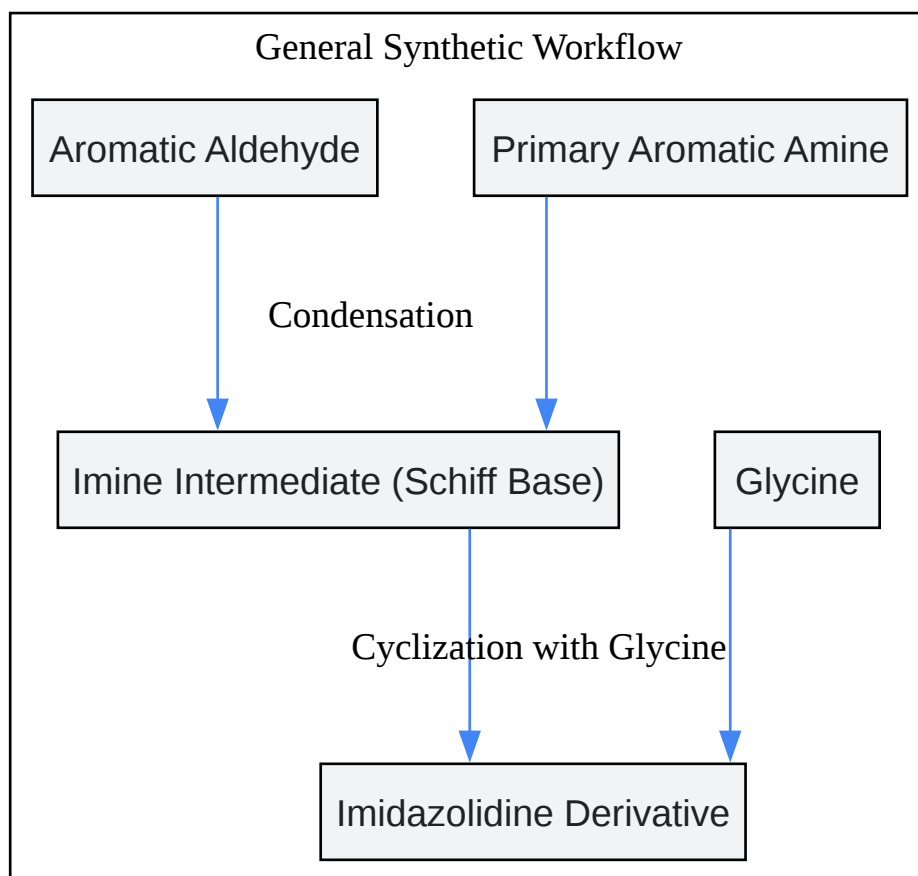 General Synthetic Workflow
Aromatic Aldehyde
Primary Aromatic Amine
Condensation
Imine Intermediate (Schiff Base)
Glycine
Cyclization with Glycine
Imidazolidine Derivative